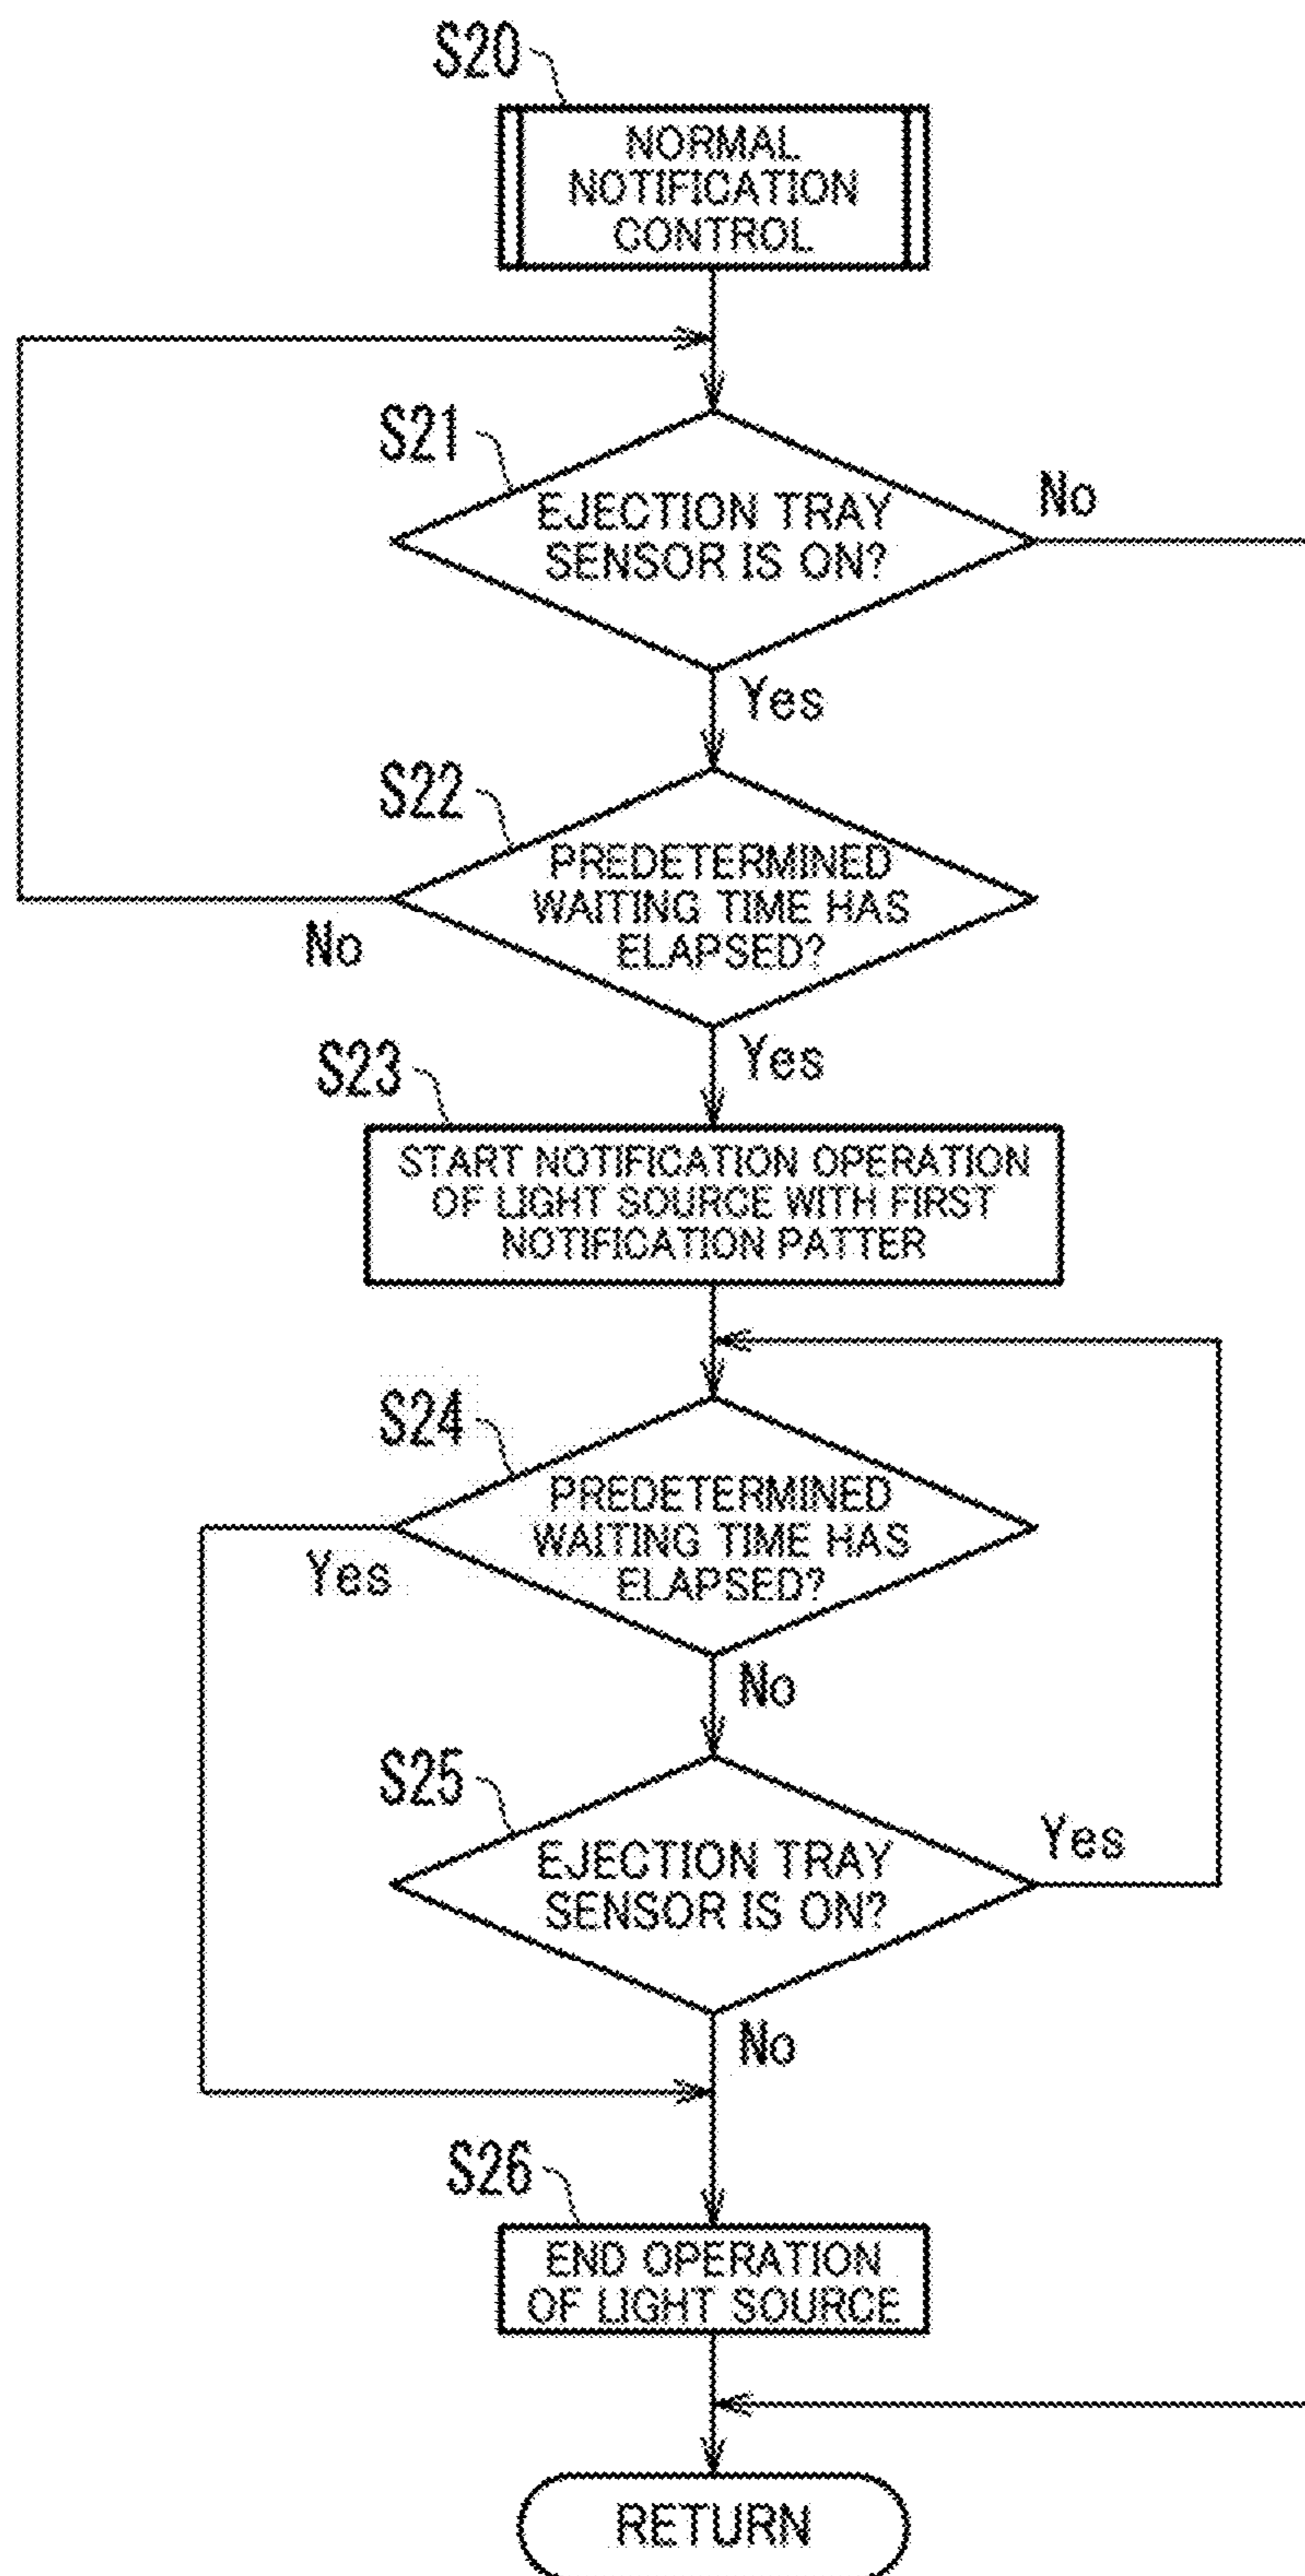 S20
NORMAL
NOTIFICATION
CONTROL
S21
EJECTION TRAY
SENSOR IS ON?
No
Yes
S22
PREDETERMINED
WAITING TIME HAS
ELAPSED?
No
Yes
S23
START NOTIFICATION OPERATION
OF LIGHT SOURCE WITH FIRST
NOTIFICATION PATTER
S24
PREDETERMINED
WAITING TIME HAS
ELAPSED?
Yes
No
S25
EJECTION TRAY
SENSOR IS ON?
Yes
No
S26
END OPERATION
OF LIGHT SOURCE
RETURN